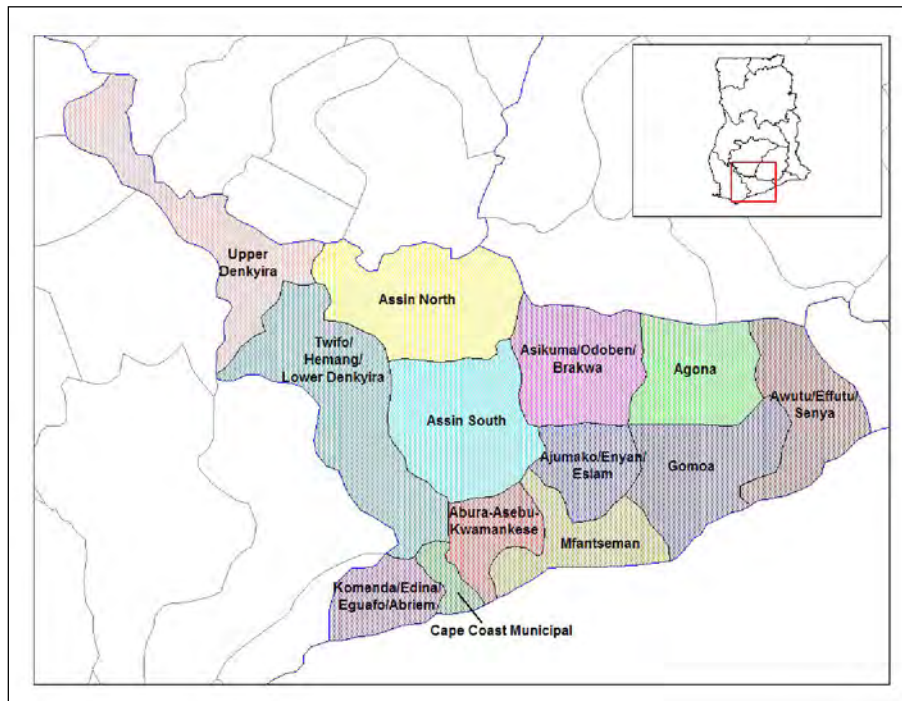 Upper
Denkyira
Assin North
Twifo/
Hemang/
Lower Denkyira
Asikuma/Odoben/
Brakwa
Agona
Awutu/Effutu/
Senya
Assin South
Ajumako/Enyan/
Eslam
Gomoa
Abura-Asebu-
Kwamankese
Mfantseman
Komenda/Edina/
Eguafo/Abriem
Cape Coast Municipal